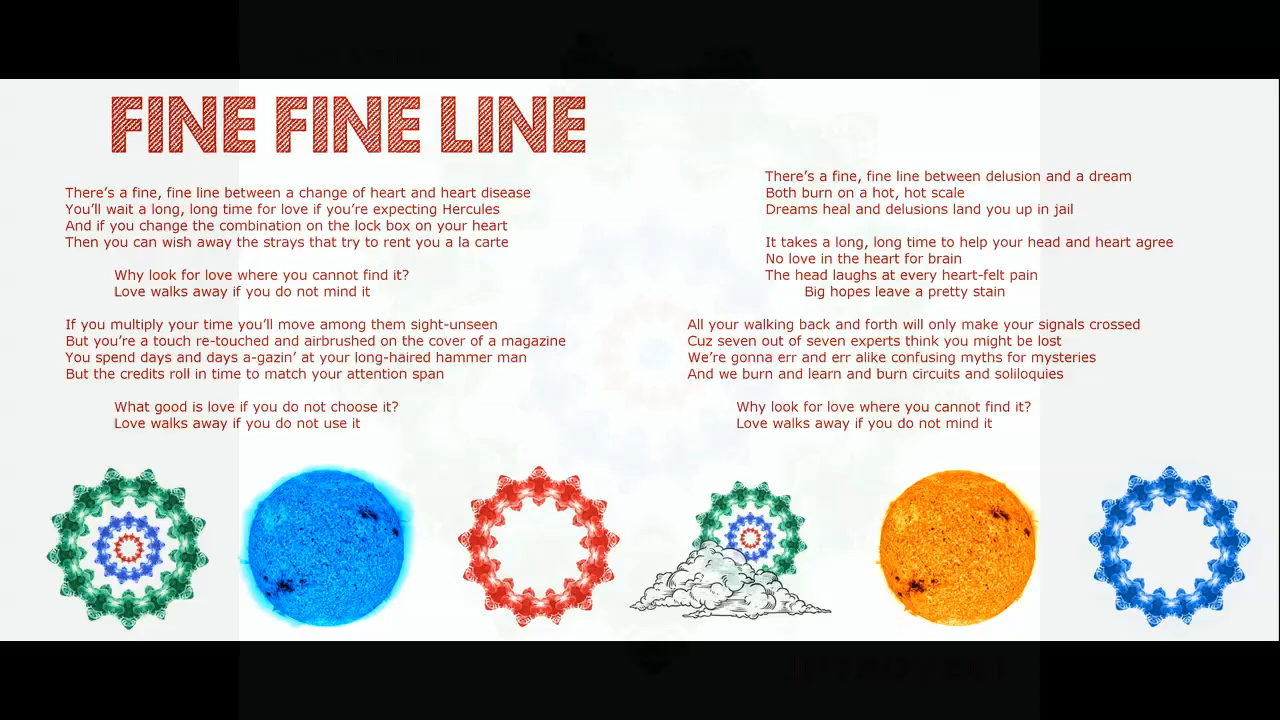 FINE FINE LINE
There's a fine, fine line between a change of heart and heart disease
You'll wait a long, long time for love if you're expecting Hercules
And if you change the combination on the lock box on your heart
Then you can wish away the strays that try to rent you a la carte
Why look for love where you cannot find it?
Love walks away if you do not mind it
If you multiply your time you'll move among them sight-unseen
But you're a touch re-touched and airbrushed on the cover of a magazine
You spend days and days a-gazin' at your long-haired hammer man
But the credits roll in time to match your attention span
What good is love if you do not choose it?
Love walks away if you do not use it
There's a fine, fine line between delusion and a dream
Both burn on a hot, hot scale
Dreams heal and delusions land you up in jail
It takes a long, long time to help your head and heart agree
No love in the heart for brain
The head laughs at every heart-felt pain
Big hopes leave a pretty stain
All your walking back and forth will only make your signals crossed
Cuz seven out of seven experts think you might be lost
We're gonna err and err alike confusing myths for mysteries
And we burn and learn and burn circuits and soliloquies
Why look for love where you cannot find it?
Love walks away if you do not mind it